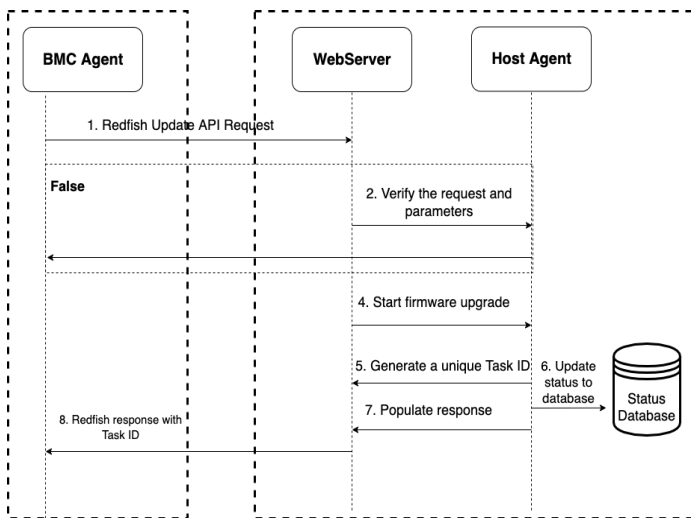 BMC Agent
WebServer
Host Agent
1. Redfish Update API Request
False
2. Verify the request and
parameters
4. Start firmware upgrade
5. Generate a unique Task ID
6. Update
status to
database
Status
Database
7. Populate response
8. Redfish response with
Task ID